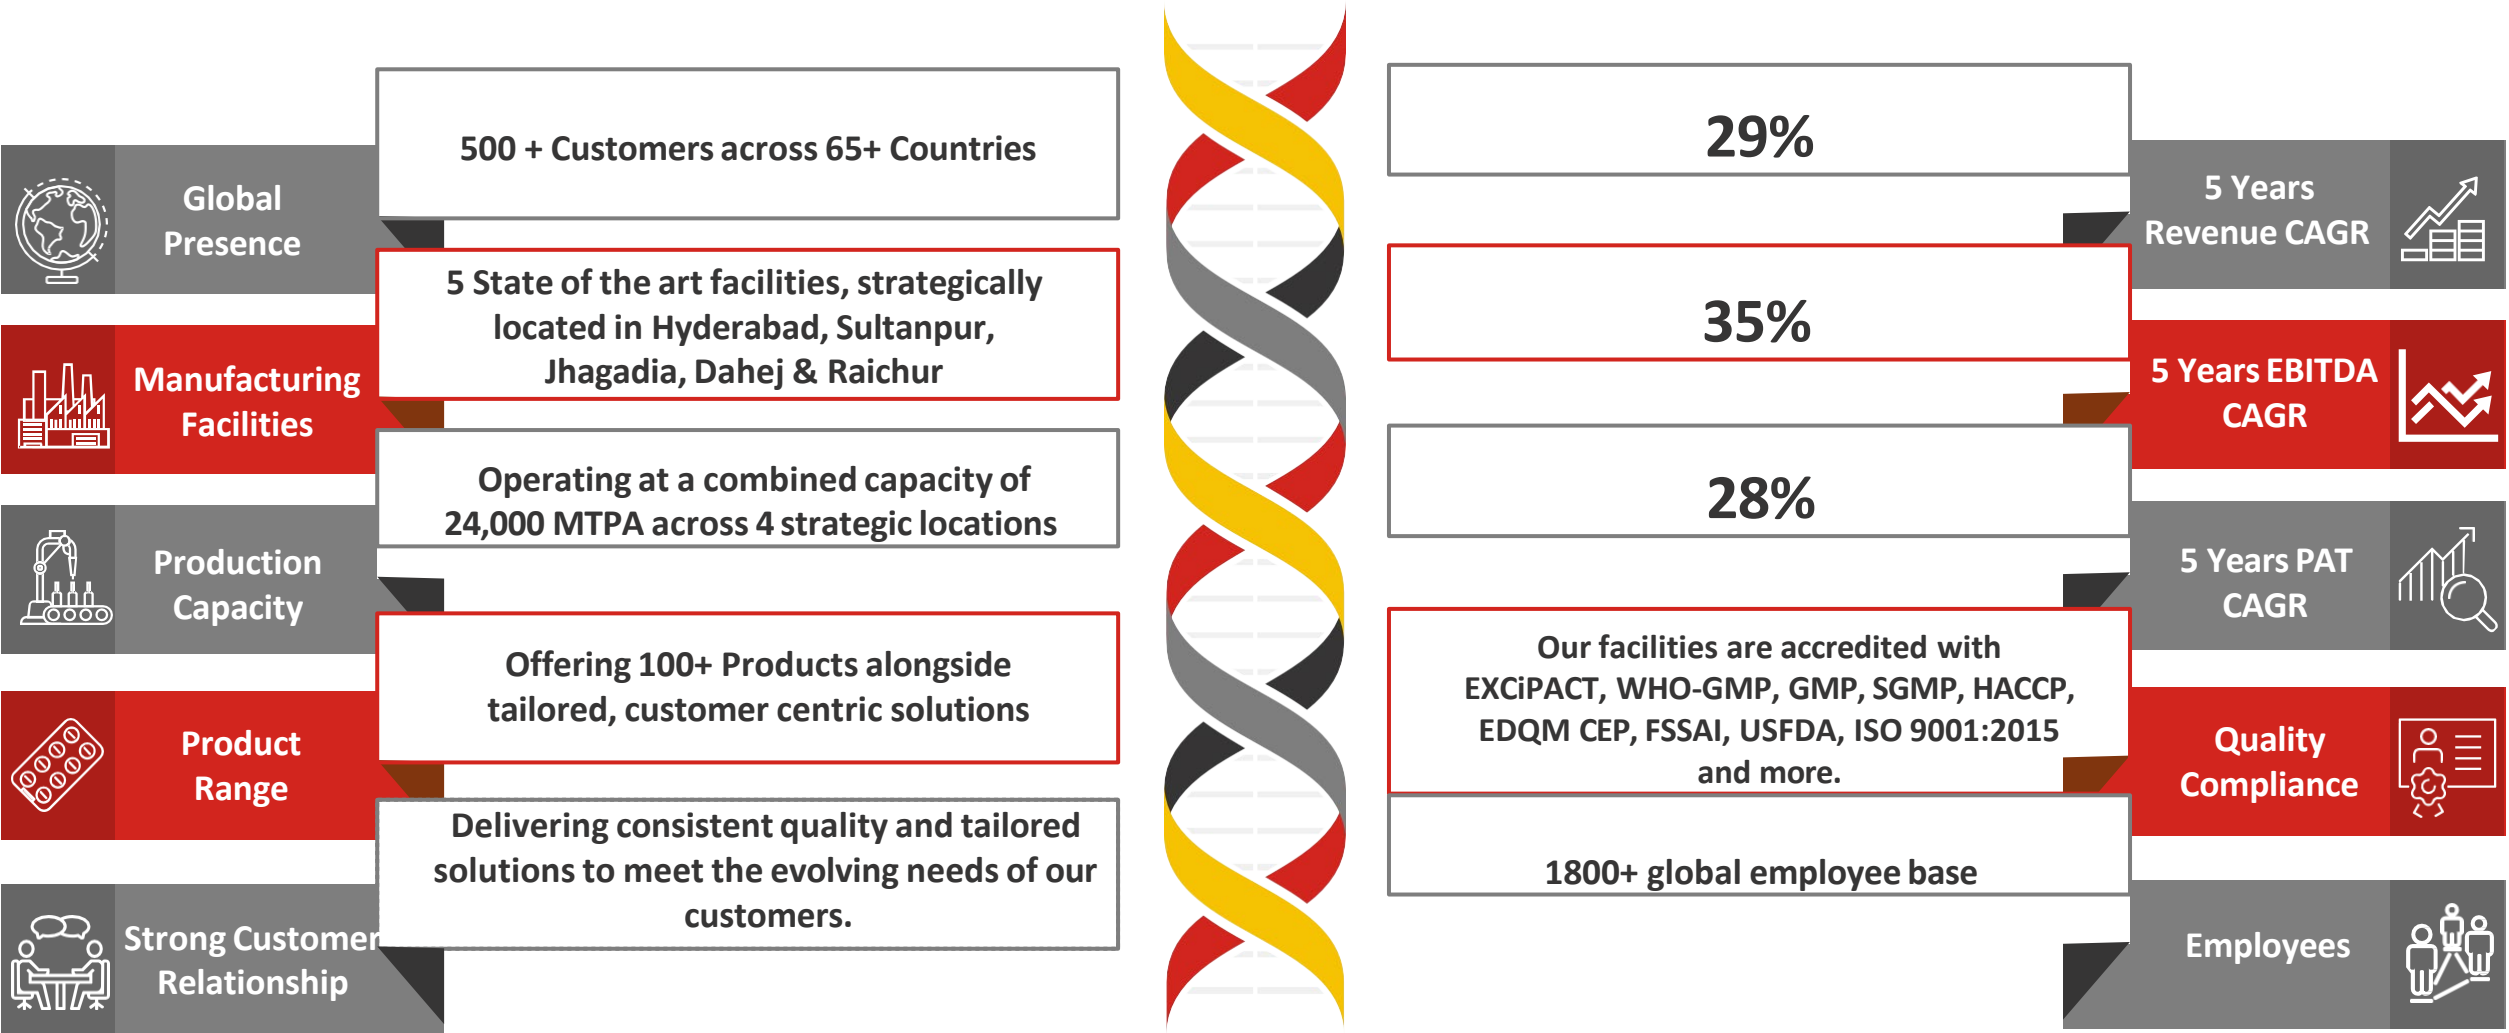 500 + Customers across 65+ Countries
Global
Presence
5 State of the art facilities, strategically
located in Hyderabad, Sultanpur,
Jhagadia, Dahej & Raichur
Manufacturing
Facilities
Operating at a combined capacity of
24,000 MTPA across 4 strategic locations
Production
Capacity
Offering 100+ Products alongside
tailored, customer centric solutions
Product
Range
Delivering consistent quality and tailored
solutions to meet the evolving needs of our
customers.
Strong Customer
Relationship
29%
5 Years
Revenue CAGR
35%
5 Years EBITDA
CAGR
28%
5 Years PAT
CAGR
Our facilities are accredited with
EXCiPACT, WHO-GMP, GMP, SGMP, HACCP,
EDQM CEP, FSSAI, USFDA, ISO 9001:2015
and more.
Quality
Compliance
1800+ global employee base
Employees